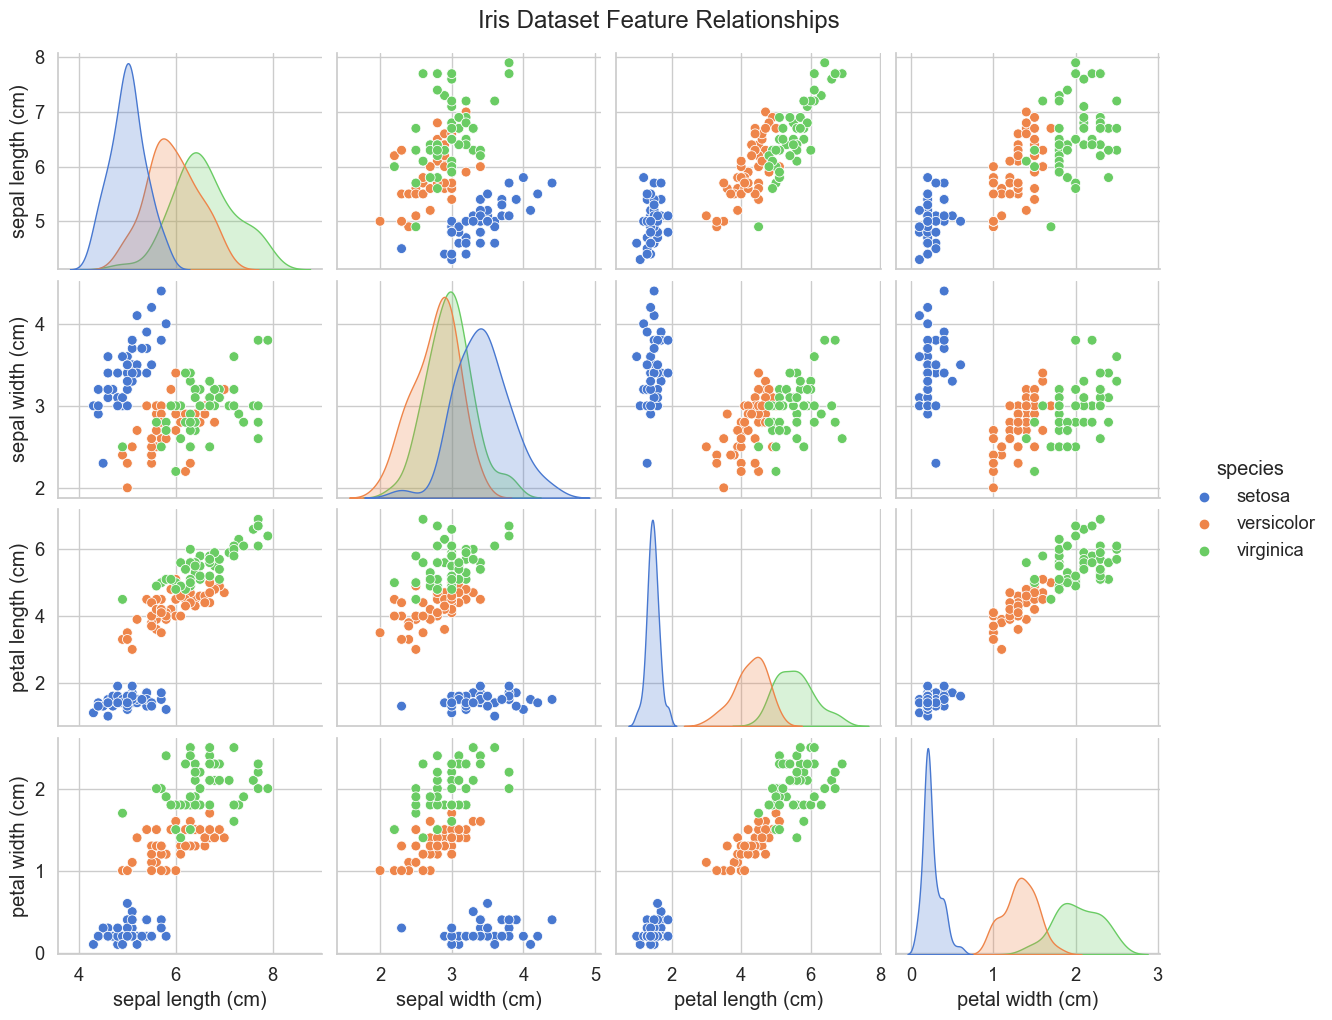 Iris Dataset Feature Relationships
8
7
6
5
sepal length (cm)
4
3
2
sepal width (cm)
6
4
2
petal length (cm)
2
1
0
petal width (cm)
4 6 8
sepal length (cm)
2 3 4 5
sepal width (cm)
2 4 6 8
petal length (cm)
0 1 2 3
petal width (cm)
species
setosa
versicolor
virginica